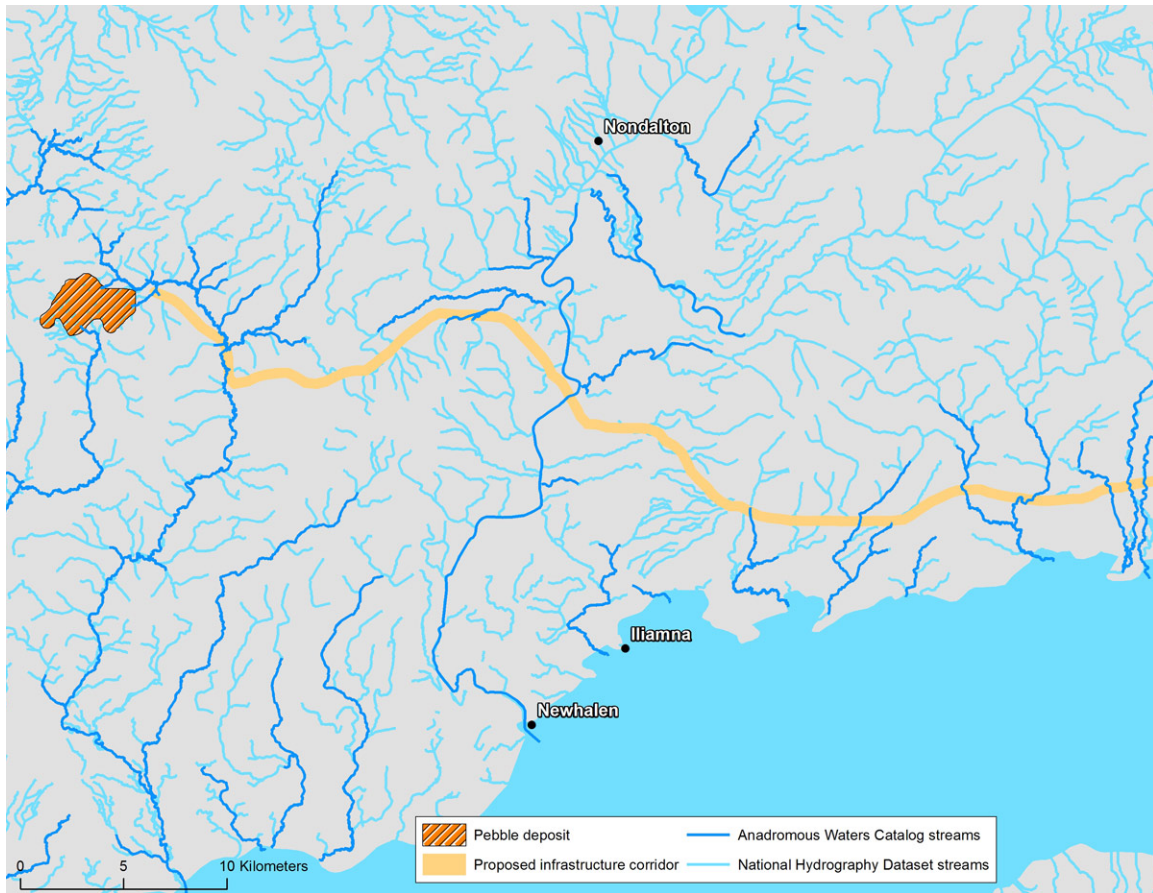 Nondalton
Iliamna
Newhalen
Pebble deposit
Anadromous Waters Catalog streams
Proposed infrastructure corridor
National Hydrography Dataset streams
0 5 10 Kilometers